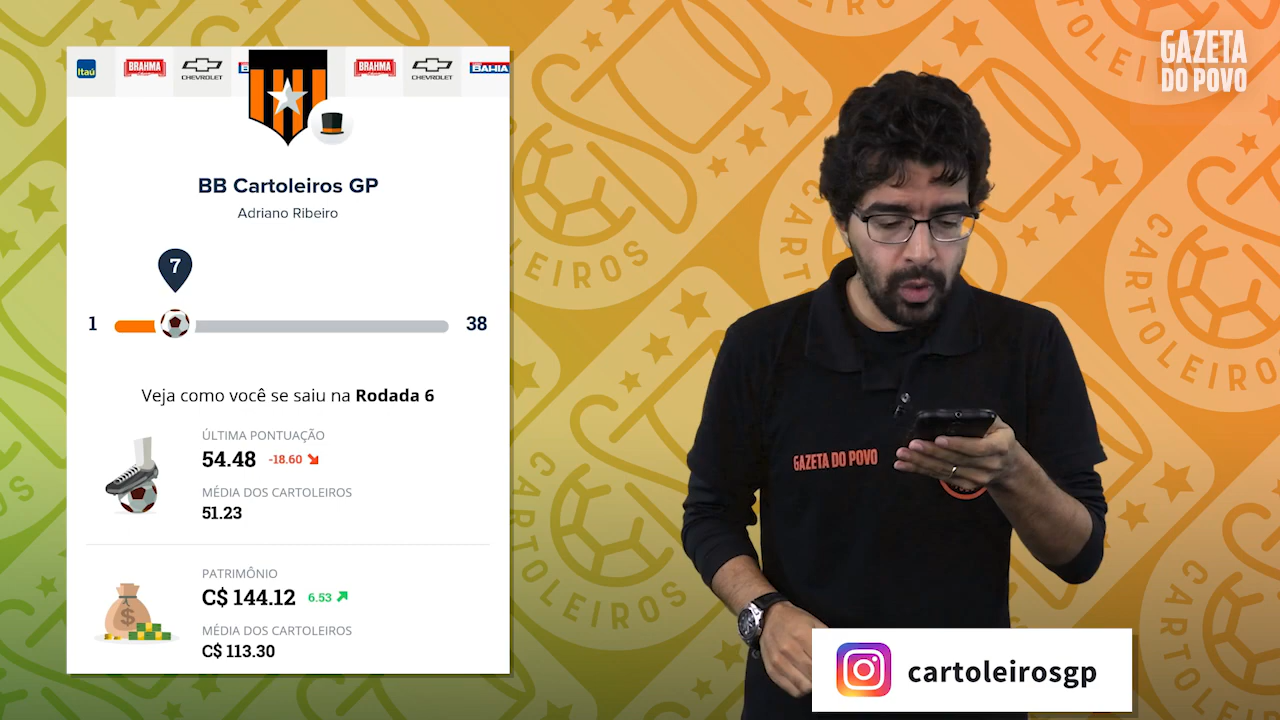 GAZETA
DO POVO
Itaú
BRAHMA
CHEVROLET
BRAHMA
CHEVROLET
BAHIA
BB Cartoleiros GP
Adriano Ribeiro
7
1
38
Veja como você se saiu na Rodada 6
ÚLTIMA PONTUAÇÃO
54.48 -18.60
MÉDIA DOS CARTOLEIROS
51.23
PATRIMÔNIO
C$ 144.12 6.53
MÉDIA DOS CARTOLEIROS
C$ 113.30
GAZETA DO POVO
cartoleirosgp
CARTOLEIROS
CARTOLEIROS